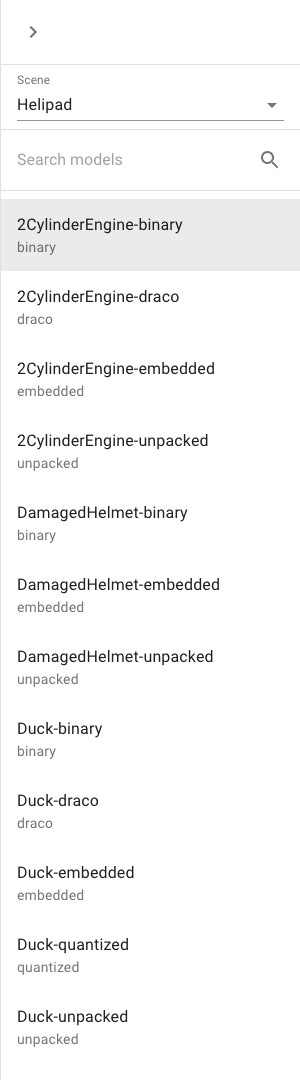 Scene
Helipad
Search models
2CylinderEngine-binary
binary
2CylinderEngine-draco
draco
2CylinderEngine-embedded
embedded
2CylinderEngine-unpacked
unpacked
DamagedHelmet-binary
binary
DamagedHelmet-embedded
embedded
DamagedHelmet-unpacked
unpacked
Duck-binary
binary
Duck-draco
draco
Duck-embedded
embedded
Duck-quantized
quantized
Duck-unpacked
unpacked